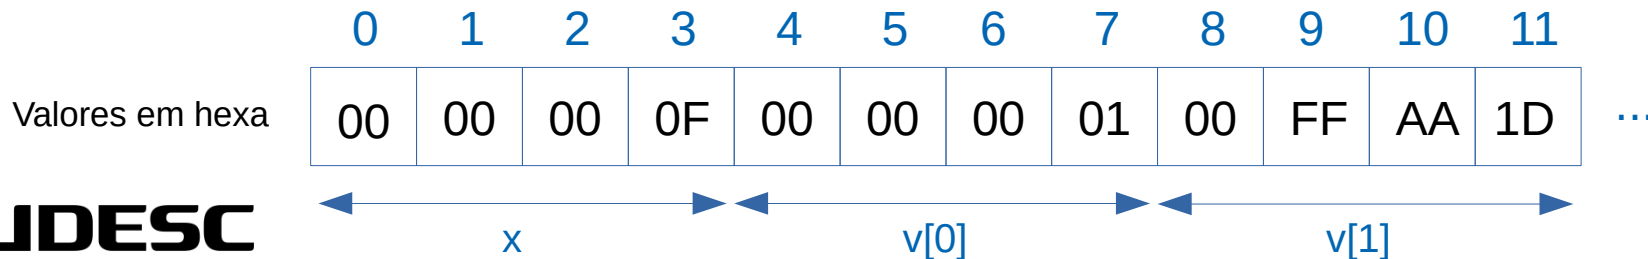 0 1 2 3 4 5 6 7 8 9 10 11
Valores em hexa 00 00 00 0F 00 00 00 01 00 FF AA 1D ...
x v[0] v[1]
UDESC